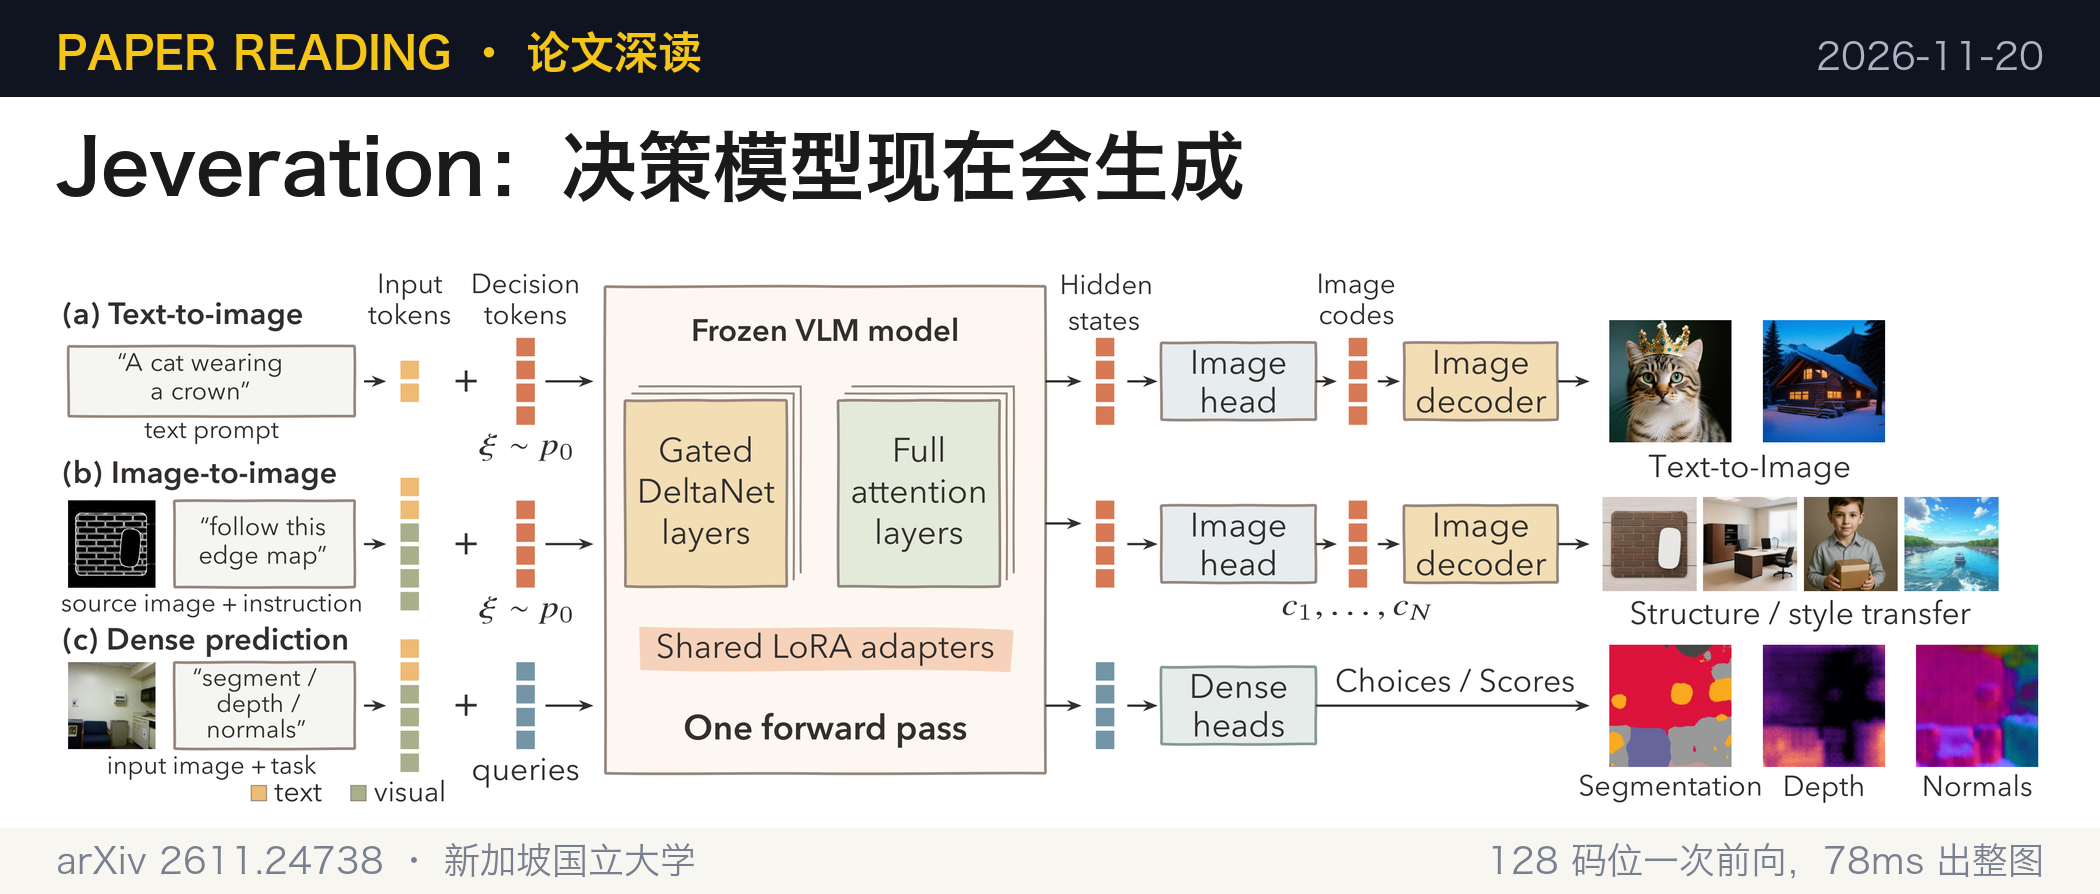 PAPER READING · 论文深读
2026-11-20
Jeveration：决策模型现在会生成
Input tokens
Decision tokens
Hidden states
Image codes
(a) Text-to-image
“A cat wearing
a crown”
text prompt
+
ξ ~ p₀
Frozen VLM model
Gated
DeltaNet
layers
Full
attention
layers
Shared LoRA adapters
One forward pass
Image
head
Image
decoder
Text-to-Image
(b) Image-to-image
“follow this
edge map”
source image + instruction
+
ξ ~ p₀
Image
head
Image
decoder
c₁, . . . , c_N
Structure / style transfer
(c) Dense prediction
“segment /
depth /
normals”
input image + task
+
queries
Dense
heads
Choices / Scores
Segmentation
Depth
Normals
text
visual
arXiv 2611.24738 · 新加坡国立大学
128 码位一次前向，78ms 出整图